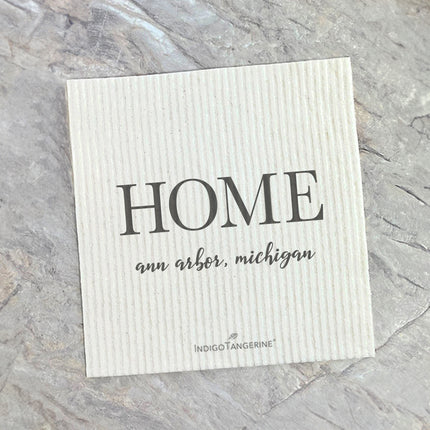 HOME
ann arbor, michigan
INDIGOTANGERINE®